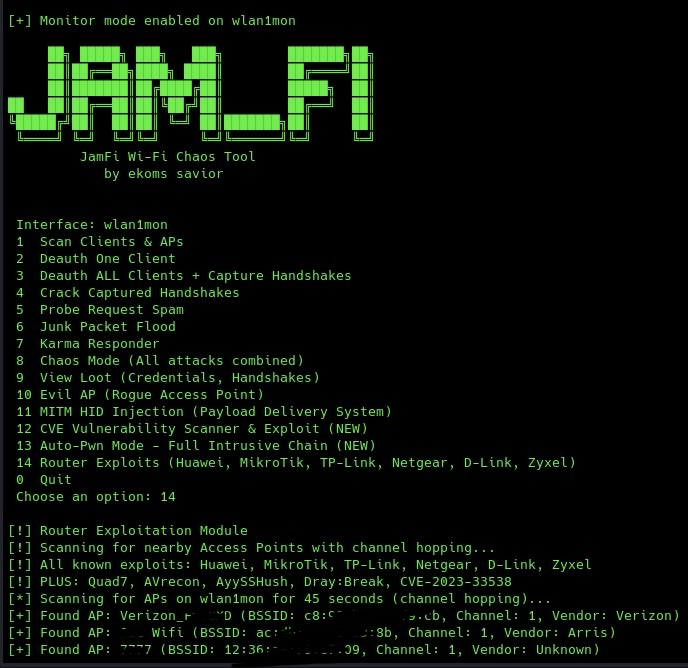 [+] Monitor mode enabled on wlan1mon
JAM_FI
JamFi Wi-Fi Chaos Tool
by ekoms savior
Interface: wlan1mon
1 Scan Clients & APs
2 Deauth One Client
3 Deauth ALL Clients + Capture Handshakes
4 Crack Captured Handshakes
5 Probe Request Spam
6 Junk Packet Flood
7 Karma Responder
8 Chaos Mode (All attacks combined)
9 View Loot (Credentials, Handshakes)
10 Evil AP (Rogue Access Point)
11 MITM HID Injection (Payload Delivery System)
12 CVE Vulnerability Scanner & Exploit (NEW)
13 Auto-Pwn Mode - Full Intrusive Chain (NEW)
14 Router Exploits (Huawei, MikroTik, TP-Link, Netgear, D-Link, Zyxel)
0 Quit
Choose an option: 14
[!] Router Exploitation Module
[!] Scanning for nearby Access Points with channel hopping...
[!] All known exploits: Huawei, MikroTik, TP-Link, Netgear, D-Link, Zyxel
[!] PLUS: Quad7, AVrecon, AyySSHush, Dray:Break, CVE-2023-33538
[*] Scanning for APs on wlan1mon for 45 seconds (channel hopping)...
[+] Found AP: (BSSID: Channel: 1, Vendor: Verizon)
[+] Found AP: Wifi (BSSID: Channel: 1, Vendor: Arris)
[+] Found AP: (BSSID: Channel: 1, Vendor: Unknown)